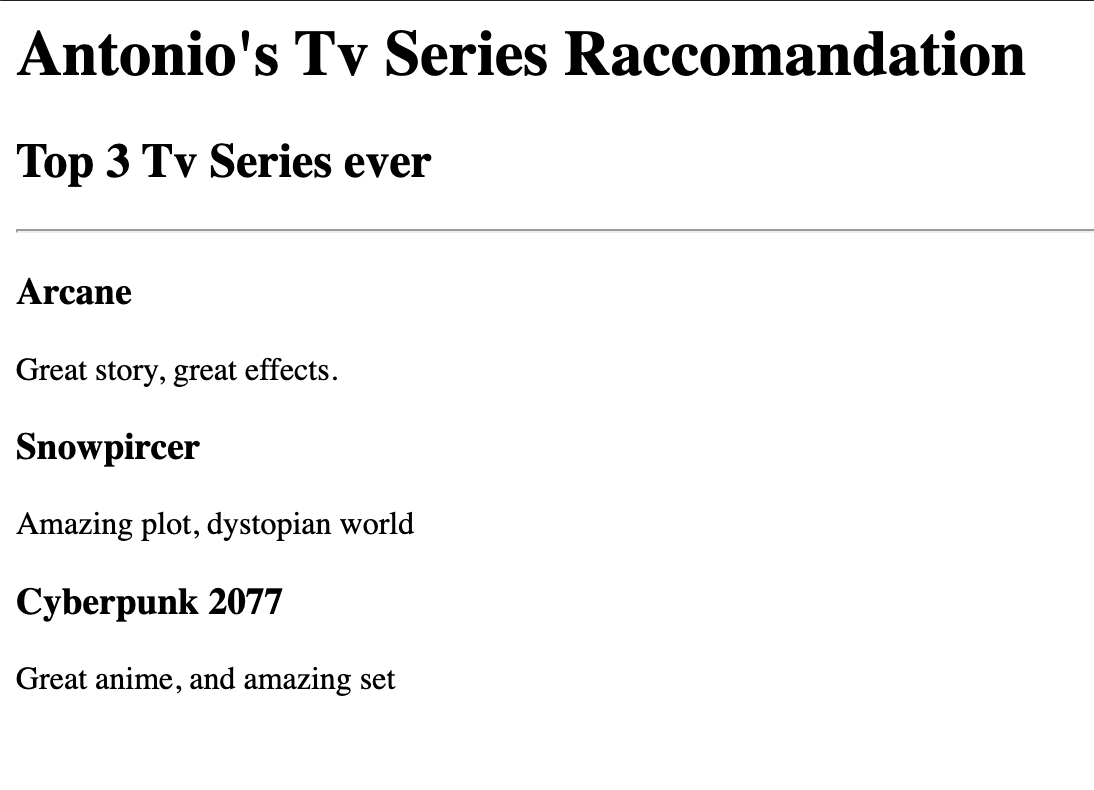 Antonio's Tv Series Raccomandation
Top 3 Tv Series ever
Arcane
Great story, great effects.
Snowpircer
Amazing plot, dystopian world
Cyberpunk 2077
Great anime, and amazing set